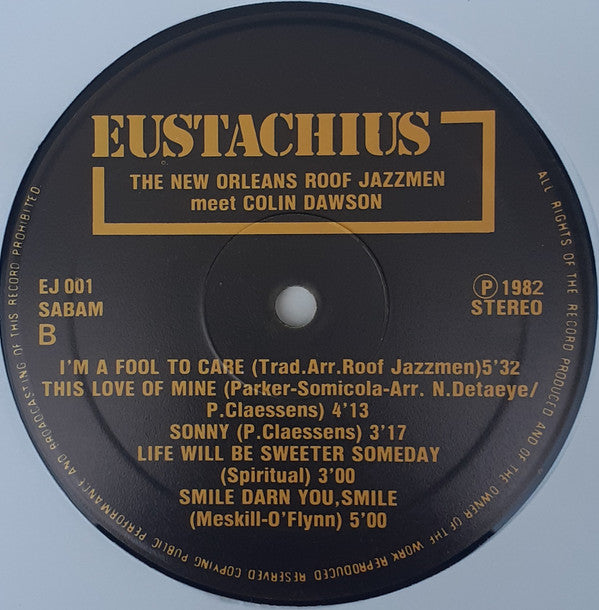 EUSTACHIUS
THE NEW ORLEANS ROOF JAZZMEN
meet COLIN DAWSON
EJ 001
SABAM
B
℗ 1982
STEREO
I'M A FOOL TO CARE (Trad.Arr.Roof Jazzmen)5'32
THIS LOVE OF MINE (Parker-Somicola-Arr. N.Detaeye/
P.Claessens) 4'13
SONNY (P.Claessens) 3'17
LIFE WILL BE SWEETER SOMEDAY
(Spiritual) 3'00
SMILE DARN YOU,SMILE
(Meskill-O'Flynn) 5'00
ALL RIGHTS OF THE RECORD PRODUCED AND OF THE OWNER OF THE WORK REPRODUCED RESERVED COPYING PUBLIC PERFORMANCE AND BROADCASTING OF THIS RECORD PROHIBITED